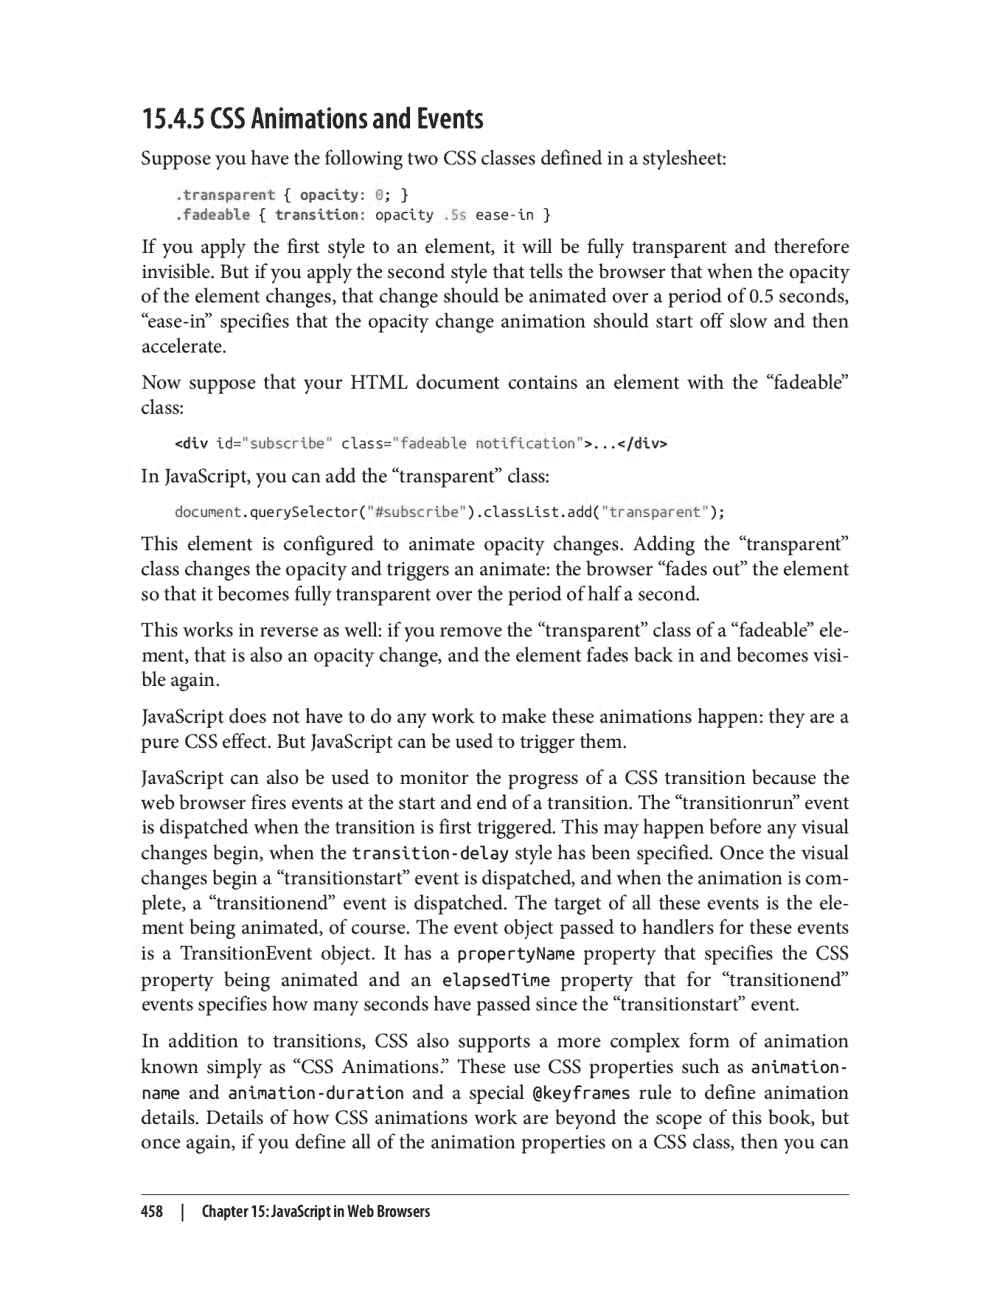 15.4.5 CSS Animations and Events
Suppose you have the following two CSS classes defined in a stylesheet:
.transparent { opacity: 0; }
.fadeable { transition: opacity .5s ease-in }
If you apply the first style to an element, it will be fully transparent and therefore
invisible. But if you apply the second style that tells the browser that when the opacity
of the element changes, that change should be animated over a period of 0.5 seconds,
“ease-in” specifies that the opacity change animation should start off slow and then
accelerate.
Now suppose that your HTML document contains an element with the “fadeable”
class:
<div id="subscribe" class="fadeable notification">...</div>
In JavaScript, you can add the “transparent” class:
document.querySelector("#subscribe").classList.add("transparent");
This element is configured to animate opacity changes. Adding the “transparent”
class changes the opacity and triggers an animate: the browser “fades out” the element
so that it becomes fully transparent over the period of half a second.
This works in reverse as well: if you remove the “transparent” class of a “fadeable” ele-
ment, that is also an opacity change, and the element fades back in and becomes visi-
ble again.
JavaScript does not have to do any work to make these animations happen: they are a
pure CSS effect. But JavaScript can be used to trigger them.
JavaScript can also be used to monitor the progress of a CSS transition because the
web browser fires events at the start and end of a transition. The “transitionrun” event
is dispatched when the transition is first triggered. This may happen before any visual
changes begin, when the transition-delay style has been specified. Once the visual
changes begin a “transitionstart” event is dispatched, and when the animation is com-
plete, a “transitionend” event is dispatched. The target of all these events is the ele-
ment being animated, of course. The event object passed to handlers for these events
is a TransitionEvent object. It has a propertyName property that specifies the CSS
property being animated and an elapsedTime property that for “transitionend”
events specifies how many seconds have passed since the “transitionstart” event.
In addition to transitions, CSS also supports a more complex form of animation
known simply as “CSS Animations.” These use CSS properties such as animation-
name and animation-duration and a special @keyframes rule to define animation
details. Details of how CSS animations work are beyond the scope of this book, but
once again, if you define all of the animation properties on a CSS class, then you can
458 | Chapter 15: JavaScript in Web Browsers